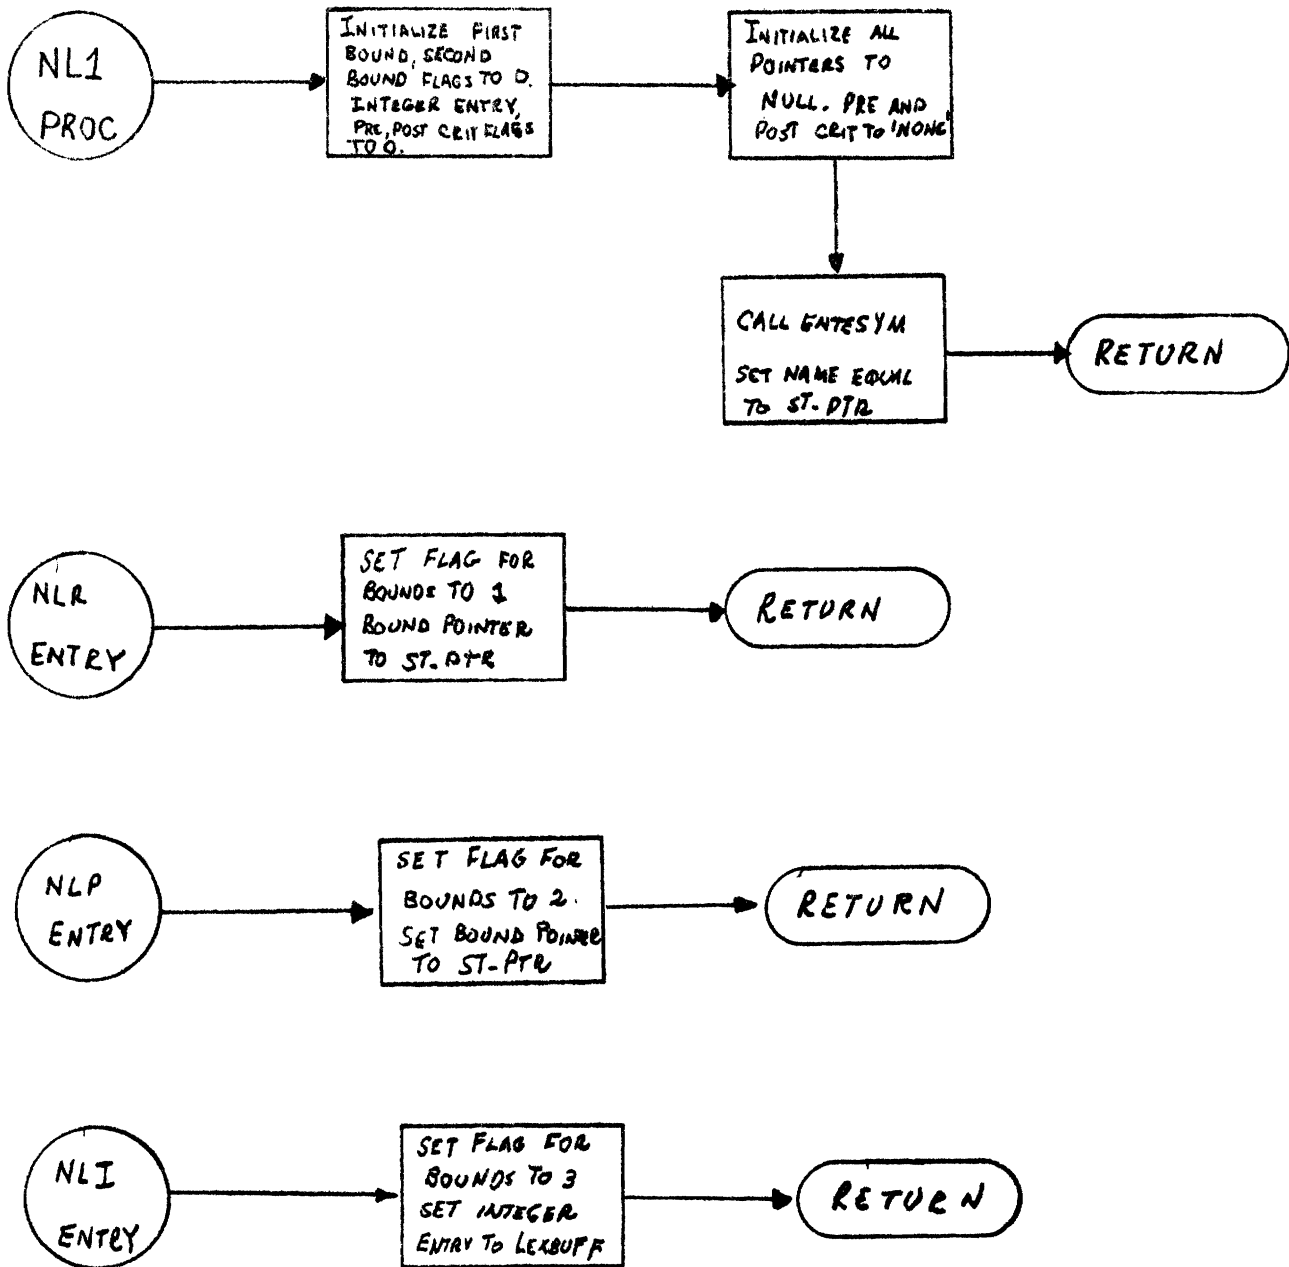 NL1
PROC
INITIALIZE FIRST
BOUND, SECOND
BOUND FLAGS TO 0.
INTEGER ENTRY,
PRE, POST CRIT FLAGS
TO 0.
INITIALIZE ALL
POINTERS TO
NULL. PRE AND
POST CRIT TO 'NONE'
CALL ENTESYM
SET NAME EQUAL
TO ST-PTR
RETURN
NLR
ENTRY
SET FLAG FOR
BOUNDS TO 1
BOUND POINTER
TO ST-PTR
RETURN
NLP
ENTRY
SET FLAG FOR
BOUNDS TO 2.
SET BOUND POINTER
TO ST-PTR
RETURN
NLI
ENTRY
SET FLAG FOR
BOUNDS TO 3
SET INTEGER
ENTRY TO LEXBUFF
RETURN